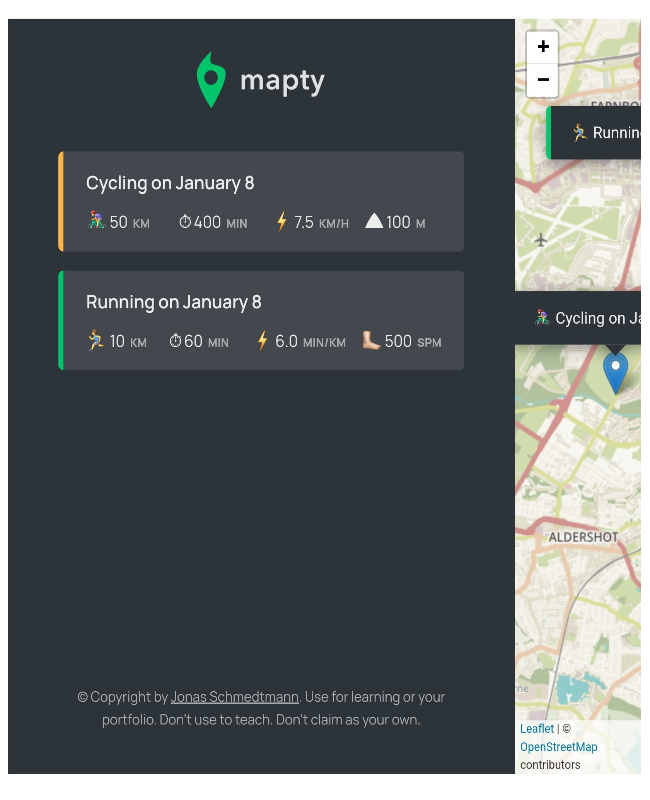 mapty
Cycling on January 8
50 KM 400 MIN 7.5 KM/H 100 M
Running on January 8
10 KM 60 MIN 6.0 MIN/KM 500 SPM
© Copyright by Jonas Schmedtmann. Use for learning or your
portfolio. Don't use to teach. Don't claim as your own.
+
−
Runnin
Cycling on Ja
ALDERSHOT
Leaflet | ©
OpenStreetMap
contributors